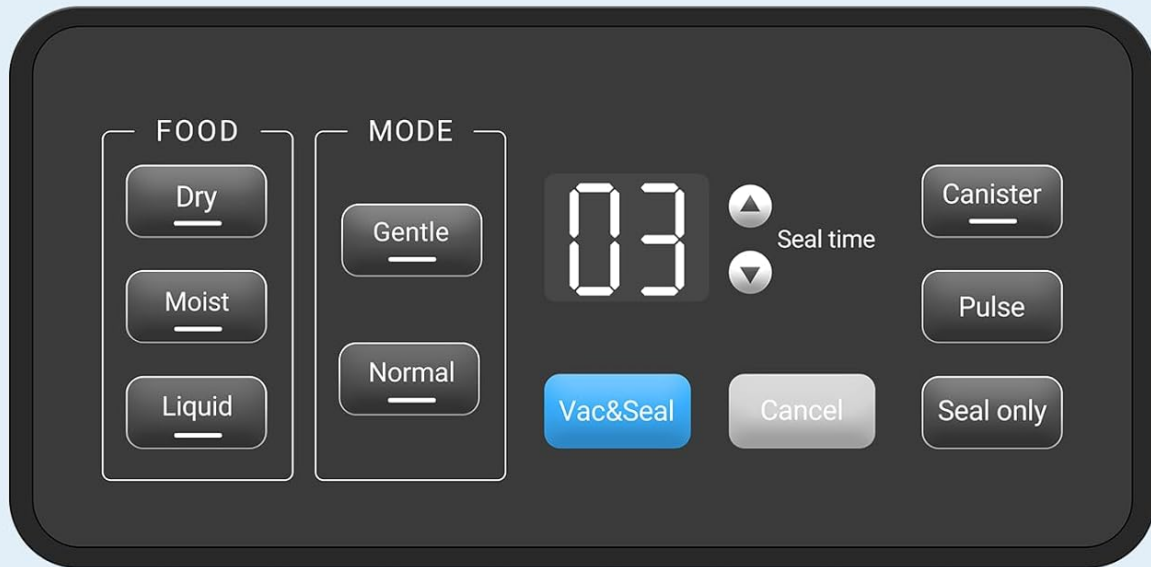 FOOD
Dry
Moist
Liquid
MODE
Gentle
Normal
03
Seal time
Vac&Seal
Cancel
Canister
Pulse
Seal only